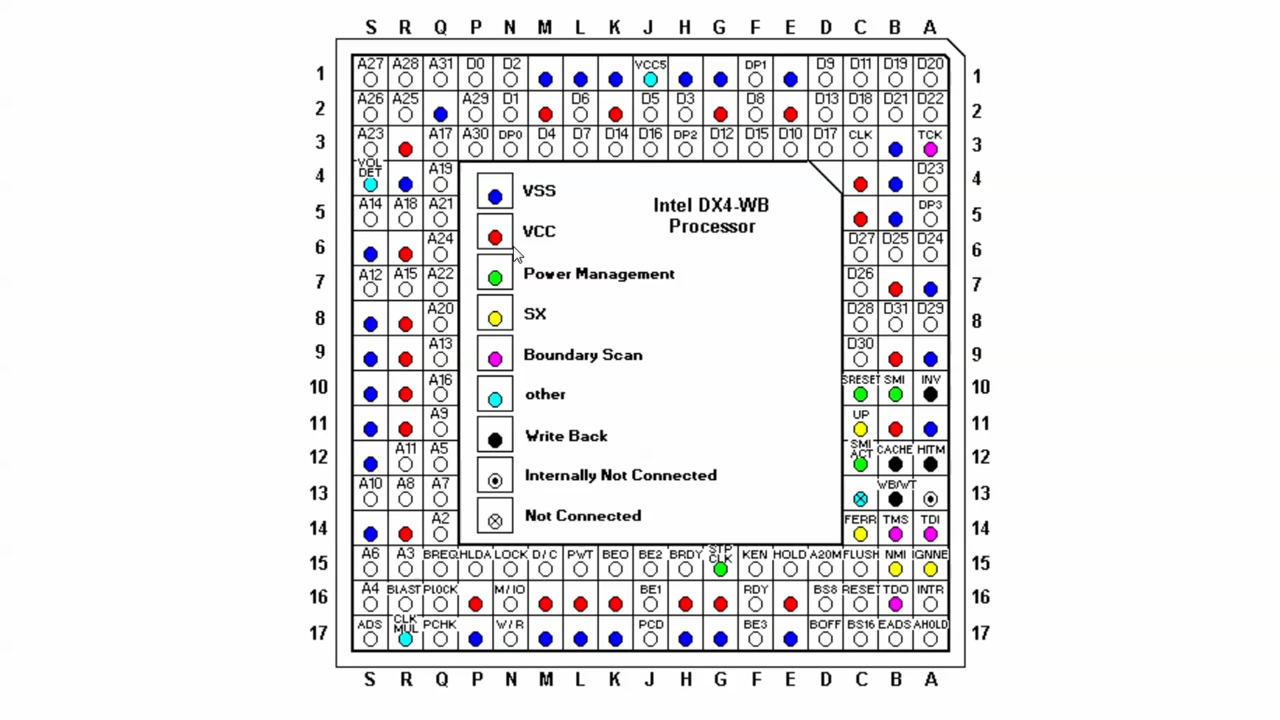 S R Q P N M L K J H G F E D C B A
1 A27 A28 A31 D0 D2 VCC5 DP1 D9 D11 D19 D20 1
2 A26 A25 A29 D1 D6 D5 D3 D8 D13 D18 D21 D22 2
3 A23 A17 A30 DP0 D4 D7 D14 D16 DP2 D12 D15 D10 D17 CLK TCK 3
4 VOL DET A19 D23 4
5 A14 A18 A21 DP3 5
6 A24 D27 D25 D24 6
7 A12 A15 A22 D26 7
8 A20 D28 D31 D29 8
9 A13 D30 9
10 A16 SRESET SMI INV 10
11 A9 UP 11
12 A11 A5 SMI ACT CACHE HITM 12
13 A10 A8 A7 WB/WT 13
14 A2 FERR TMS TDI 14
15 A6 A3 BREQ HLDA LOCK D/C PWT BEO BE2 BRDY STP CLK KEN HOLD A20M FLUSH NMI IGNNE 15
16 A4 BLAST PLOCK M/IO BE1 RDY BS8 RESET TDO INTR 16
17 ADS CLK MUL PCHK W/R PCD BE3 BOFF BS16 EADS AHOLD 17
S R Q P N M L K J H G F E D C B A
Intel DX4-WB
Processor
VSS
VCC
Power Management
SX
Boundary Scan
other
Write Back
Internally Not Connected
Not Connected